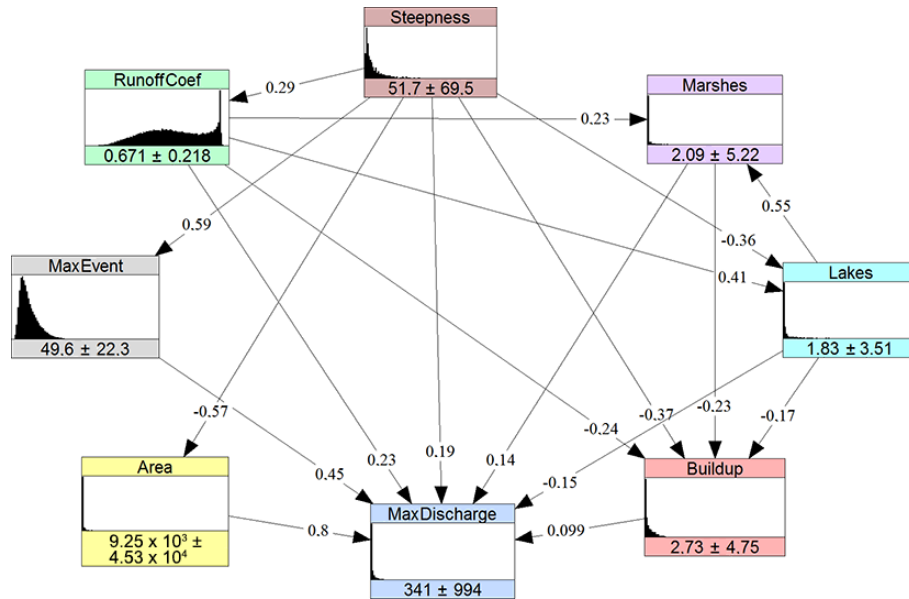 Steepness
51.7 ± 69.5
RunoffCoef
0.671 ± 0.218
0.29
Marshes
2.09 ± 5.22
0.23
0.59
0.55
-0.36
MaxEvent
49.6 ± 22.3
0.41
Lakes
1.83 ± 3.51
-0.57
-0.37
-0.23
-0.17
-0.24
Area
9.25 x 10³ ±
4.53 x 10⁴
0.45
0.23
0.19
0.14
-0.15
Buildup
2.73 ± 4.75
MaxDischarge
341 ± 994
0.8
0.099